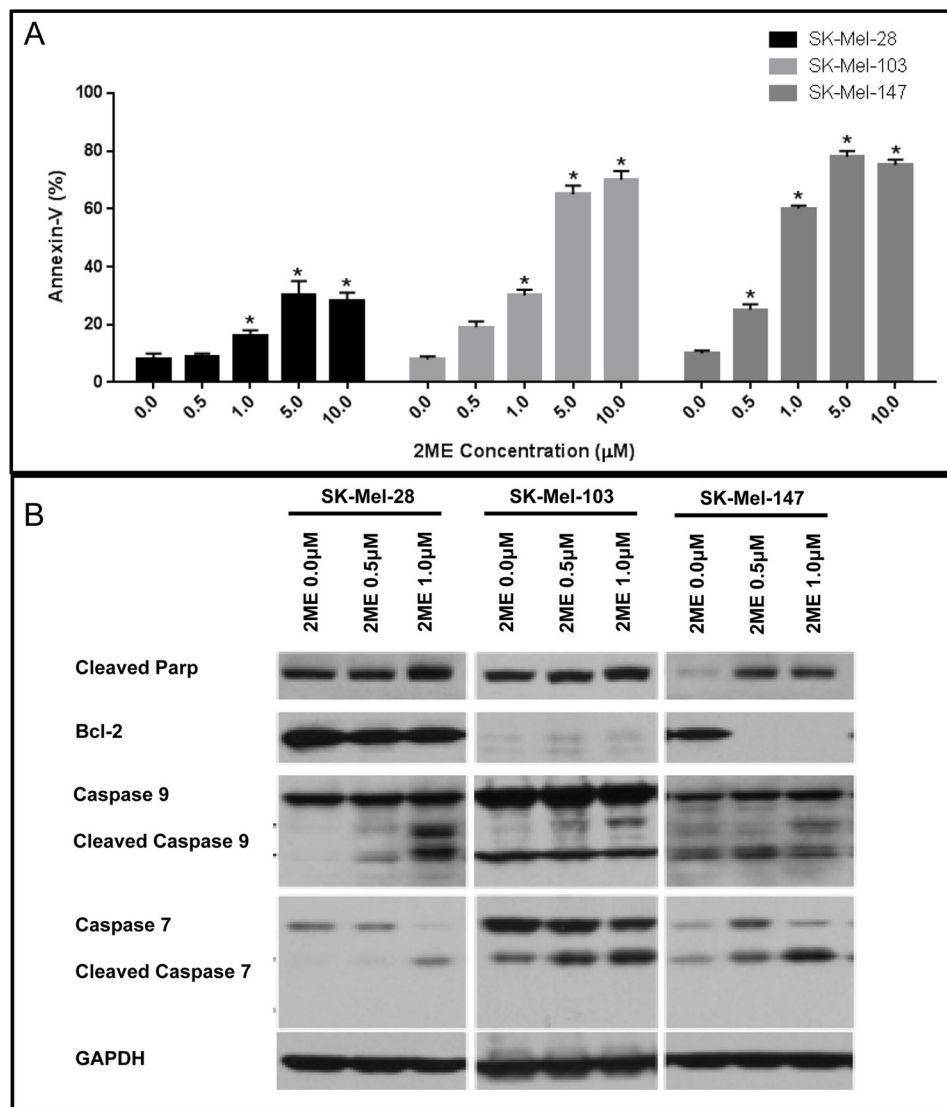 A
SK-Mel-28
SK-Mel-103
SK-Mel-147
Annexin-V (%)
100
80
60
40
20
0
* * *
* * *
* * * *
0.0 0.5 1.0 5.0 10.0 0.0 0.5 1.0 5.0 10.0 0.0 0.5 1.0 5.0 10.0
2ME Concentration (μM)
B
SK-Mel-28 SK-Mel-103 SK-Mel-147
2ME 0.0μM 2ME 0.5μM 2ME 1.0μM 2ME 0.0μM 2ME 0.5μM 2ME 1.0μM 2ME 0.0μM 2ME 0.5μM 2ME 1.0μM
Cleaved Parp
Bcl-2
Caspase 9
Cleaved Caspase 9
Caspase 7
Cleaved Caspase 7
GAPDH